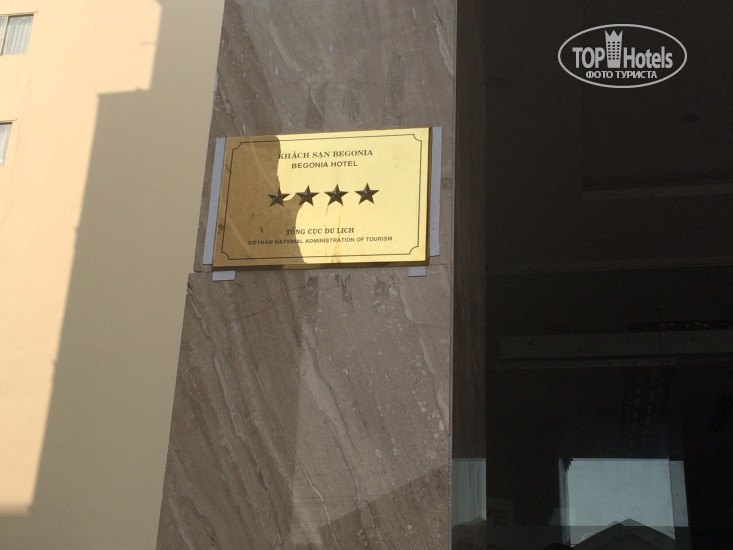 TOP Hotels
ФОТО ТУРИСТА
KHÁCH SẠN BEGONIA
BEGONIA HOTEL
TỔNG CỤC DU LỊCH
VIETNAM NATIONAL ADMINISTRATION OF TOURISM